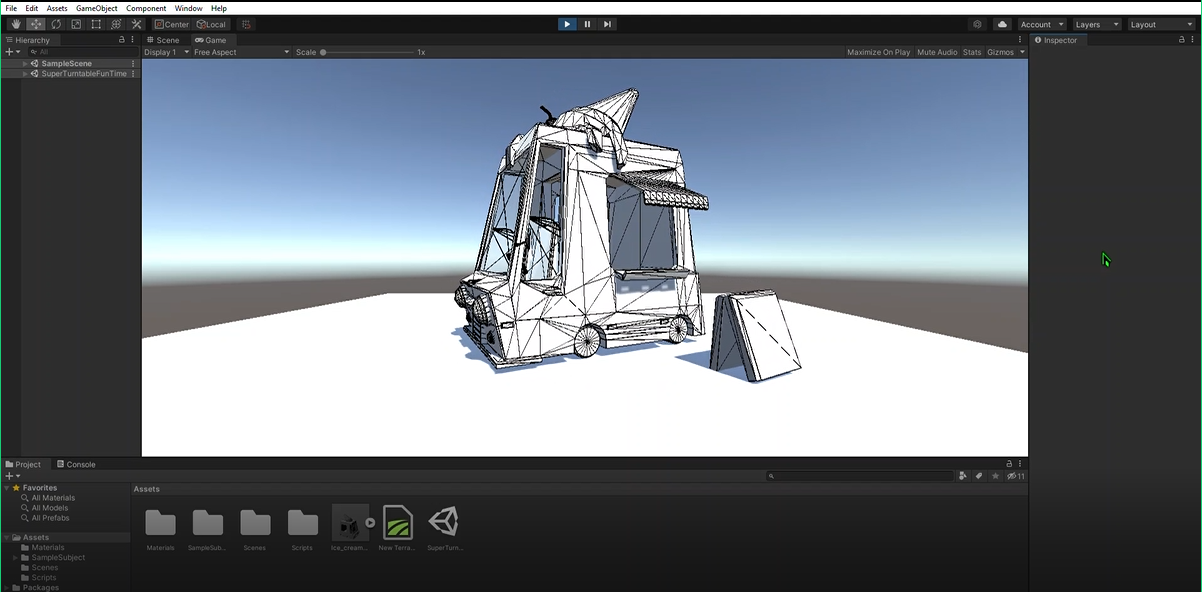 File Edit Assets GameObject Component Window Help
Center Local Account Layers Layout
Hierarchy
Scene Game
Inspector
All
Display 1 Free Aspect Scale 1x Maximize On Play Mute Audio Stats Gizmos
SampleScene
SuperTurntableFunTime
Project Console
11
Favorites
All Materials
All Models
All Prefabs
Assets
Materials
SampleSubject
Scenes
Scripts
Packages
Assets
Materials SampleSub... Scenes Scripts Ice_cream... New Terra... SuperTurn...